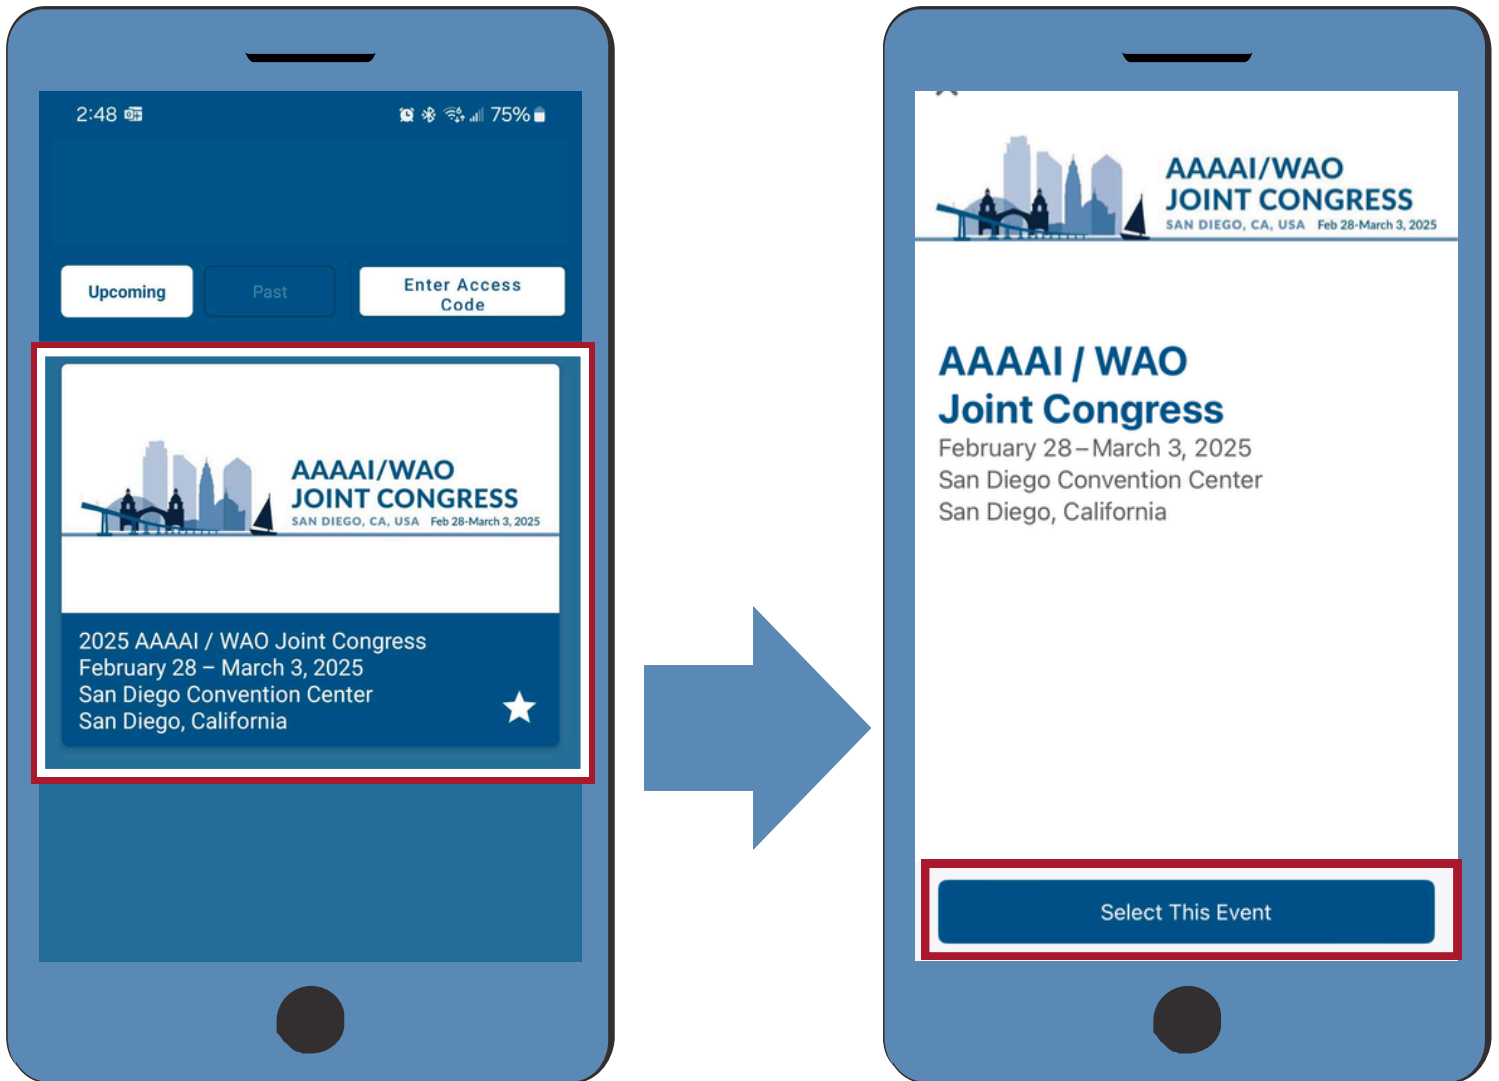 2:48
75%
Upcoming
Past
Enter Access
Code
AAAAI/WAO
JOINT CONGRESS
SAN DIEGO, CA, USA Feb 28-March 3, 2025
2025 AAAAI / WAO Joint Congress
February 28 – March 3, 2025
San Diego Convention Center
San Diego, California
AAAAI/WAO
JOINT CONGRESS
SAN DIEGO, CA, USA Feb 28-March 3, 2025
AAAAI / WAO
Joint Congress
February 28–March 3, 2025
San Diego Convention Center
San Diego, California
Select This Event